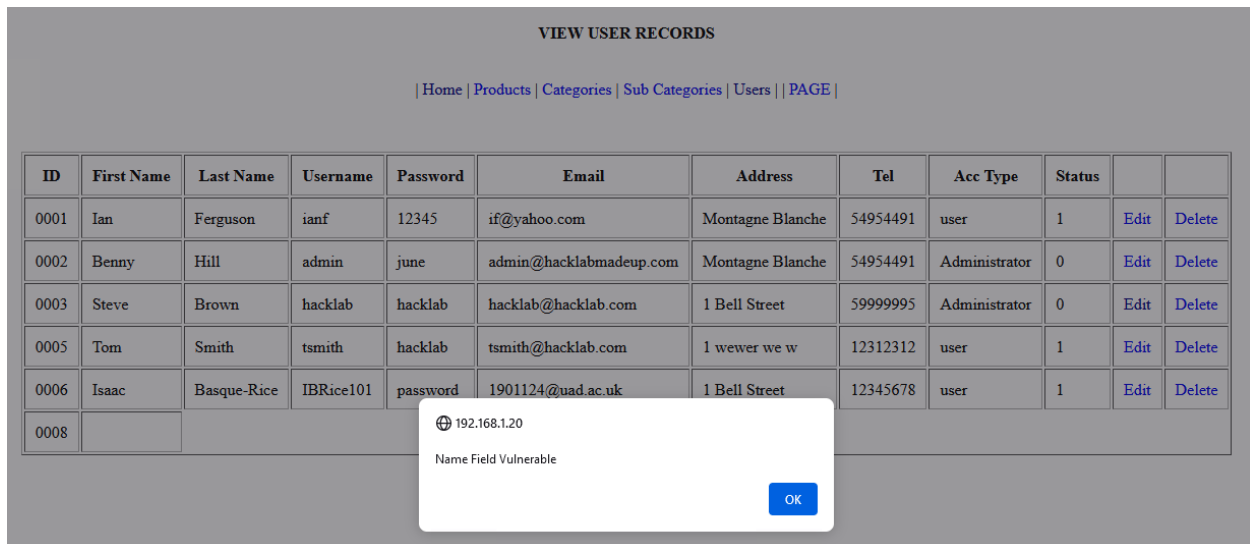 VIEW USER RECORDS
| Home | Products | Categories | Sub Categories | Users | | PAGE |
ID First Name Last Name Username Password Email Address Tel Acc Type Status
0001 Ian Ferguson ianf 12345 if@yahoo.com Montagne Blanche 54954491 user 1 Edit Delete
0002 Benny Hill admin june admin@hacklabmadeup.com Montagne Blanche 54954491 Administrator 0 Edit Delete
0003 Steve Brown hacklab hacklab hacklab@hacklab.com 1 Bell Street 59999995 Administrator 0 Edit Delete
0005 Tom Smith tsmith hacklab tsmith@hacklab.com 1 wewer we w 12312312 user 1 Edit Delete
0006 Isaac Basque-Rice IBRice101 password 1901124@uad.ac.uk 1 Bell Street 12345678 user 1 Edit Delete
0008
192.168.1.20
Name Field Vulnerable
OK